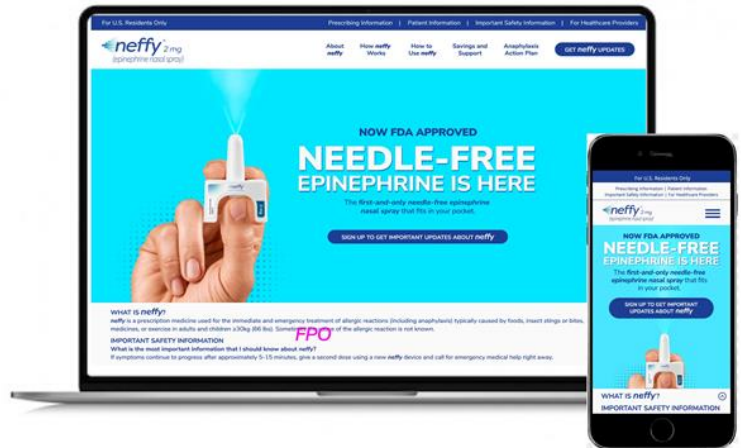 For U.S. Residents Only
Prescribing Information | Patient Information | Important Safety Information | For Healthcare Providers
neffy® 2 mg
(epinephrine nasal spray)
About neffy
How neffy Works
How to Use neffy
Savings and Support
Anaphylaxis Action Plan
GET neffy UPDATES
NOW FDA APPROVED
NEEDLE-FREE
EPINEPHRINE IS HERE
The first-and-only needle-free epinephrine
nasal spray that fits in your pocket.
SIGN UP TO GET IMPORTANT UPDATES ABOUT neffy
neffy
WHAT IS neffy?
neffy is a prescription medicine used for the immediate and emergency treatment of allergic reactions (including anaphylaxis) typically caused by foods, insect stings or bites,
medicines, or exercise in adults and children ≥30kg (66 lbs). of the allergic reaction is not known.
FPO
IMPORTANT SAFETY INFORMATION
What is the most important information that I should know about neffy?
If symptoms continue to progress after approximately 5-15 minutes, give a second dose using a new neffy device and call for emergency medical help right away.
For U.S. Residents Only
Prescribing Information | Patient Information
Important Safety Information | For Healthcare Providers
neffy® 2 mg
(epinephrine nasal spray)
NOW FDA APPROVED
NEEDLE-FREE
EPINEPHRINE IS HERE
The first-and-only needle-free
epinephrine nasal spray that fits
in your pocket.
SIGN UP TO GET IMPORTANT
UPDATES ABOUT neffy
WHAT IS neffy?
IMPORTANT SAFETY INFORMATION